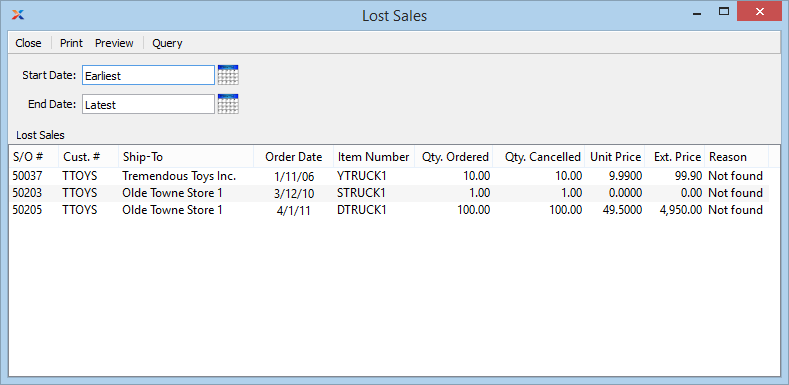 Lost Sales
Close Print Preview Query
Start Date: Earliest
End Date: Latest
Lost Sales
S/O # Cust. # Ship-To Order Date Item Number Qty. Ordered Qty. Cancelled Unit Price Ext. Price Reason
50037 TTOYS Tremendous Toys Inc. 1/11/06 YTRUCK1 10.00 10.00 9.9900 99.90 Not found
50203 TTOYS Olde Towne Store 1 3/12/10 STRUCK1 1.00 1.00 0.0000 0.00 Not found
50205 TTOYS Olde Towne Store 1 4/1/11 DTRUCK1 100.00 100.00 49.5000 4,950.00 Not found